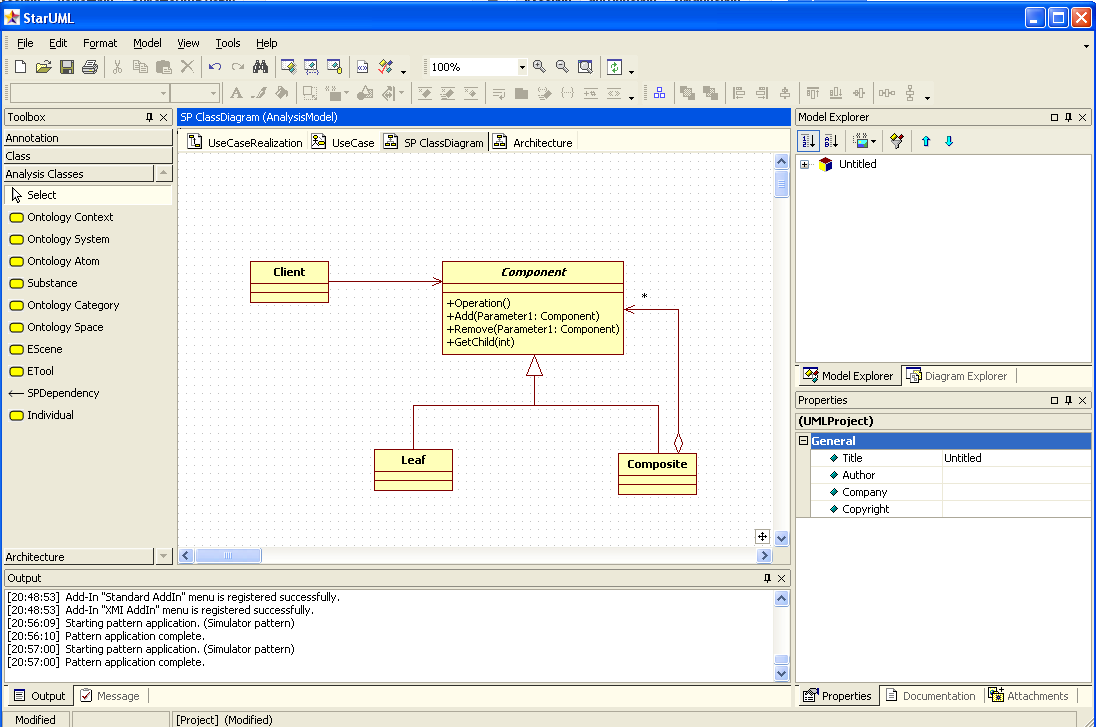 StarUML
File Edit Format Model View Tools Help
100%
Toolbox
Annotation
Class
Analysis Classes
Select
Ontology Context
Ontology System
Ontology Atom
Substance
Ontology Category
Ontology Space
EScene
ETool
SPDependency
Individual
Architecture
SP ClassDiagram (AnalysisModel)
UseCaseRealization UseCase SP ClassDiagram Architecture
Client
Component
+Operation()
+Add(Parameter1: Component)
+Remove(Parameter1: Component)
+GetChild(int)
*
Leaf
Composite
Model Explorer
Untitled
Model Explorer Diagram Explorer
Properties
(UMLProject)
General
Title Untitled
Author
Company
Copyright
Properties Documentation Attachments
Output
[20:48:53] Add-In "Standard AddIn" menu is registered successfully.
[20:48:53] Add-In "XMI AddIn" menu is registered successfully.
[20:56:09] Starting pattern application. (Simulator pattern)
[20:56:10] Pattern application complete.
[20:57:00] Starting pattern application. (Simulator pattern)
[20:57:00] Pattern application complete.
Output Message
Modified [Project] (Modified)